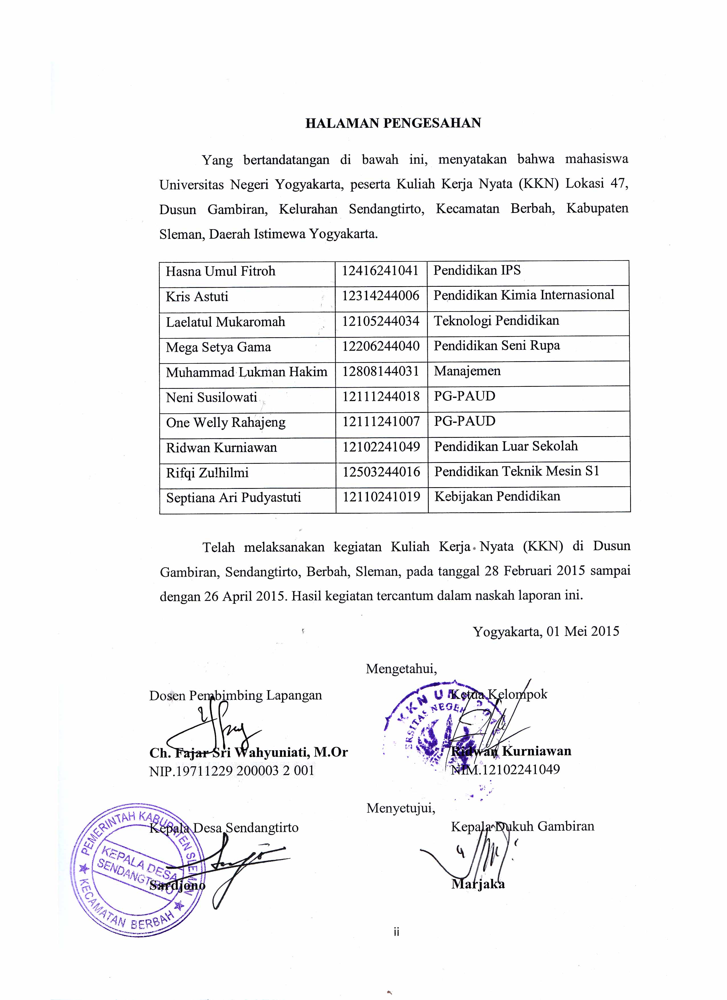 HALAMAN PENGESAHAN
Yang bertandatangan di bawah ini, menyatakan bahwa mahasiswa
Universitas Negeri Yogyakarta, peserta Kuliah Kerja Nyata (KKN) Lokasi 47,
Dusun Gambiran, Kelurahan Sendangtirto, Kecamatan Berbah, Kabupaten
Sleman, Daerah Istimewa Yogyakarta.
Hasna Umul Fitroh 12416241041 Pendidikan IPS
Kris Astuti 12314244006 Pendidikan Kimia Internasional
Laelatul Mukaromah 12105244034 Teknologi Pendidikan
Mega Setya Gama 12206244040 Pendidikan Seni Rupa
Muhammad Lukman Hakim 12808144031 Manajemen
Neni Susilowati 12111244018 PG-PAUD
One Welly Rahajeng 12111241007 PG-PAUD
Ridwan Kurniawan 12102241049 Pendidikan Luar Sekolah
Rifqi Zulhilmi 12503244016 Pendidikan Teknik Mesin S1
Septiana Ari Pudyastuti 12110241019 Kebijakan Pendidikan
Telah melaksanakan kegiatan Kuliah Kerja Nyata (KKN) di Dusun
Gambiran, Sendangtirto, Berbah, Sleman, pada tanggal 28 Februari 2015 sampai
dengan 26 April 2015. Hasil kegiatan tercantum dalam naskah laporan ini.
Yogyakarta, 01 Mei 2015
Mengetahui,
Dosen Pembimbing Lapangan Ketua Kelompok
KKN
NEGER
Ch. Fajar Sri Wahyuniati, M.Or Ridwan Kurniawan
NIP.19711229 200003 2 001 NIM.12102241049
Menyetujui,
Kepala Desa Sendangtirto Kepala Dukuh Gambiran
PEMERINTAH KABUPATEN SLEMAN
KEPALA DESA
SENDANGTIRTO
KECAMATAN BERBAH
Sardjono Marjaka
ii